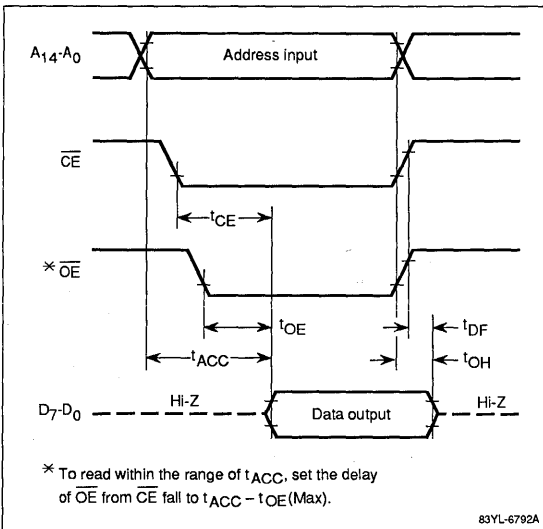 A14-A0 Address input
CE
tCE
* OE
tOE tDF
tACC tOH
D7-D0 Hi-Z Data output Hi-Z
* To read within the range of tACC, set the delay
of OE from CE fall to tACC – tOE(Max).
83YL-6792A